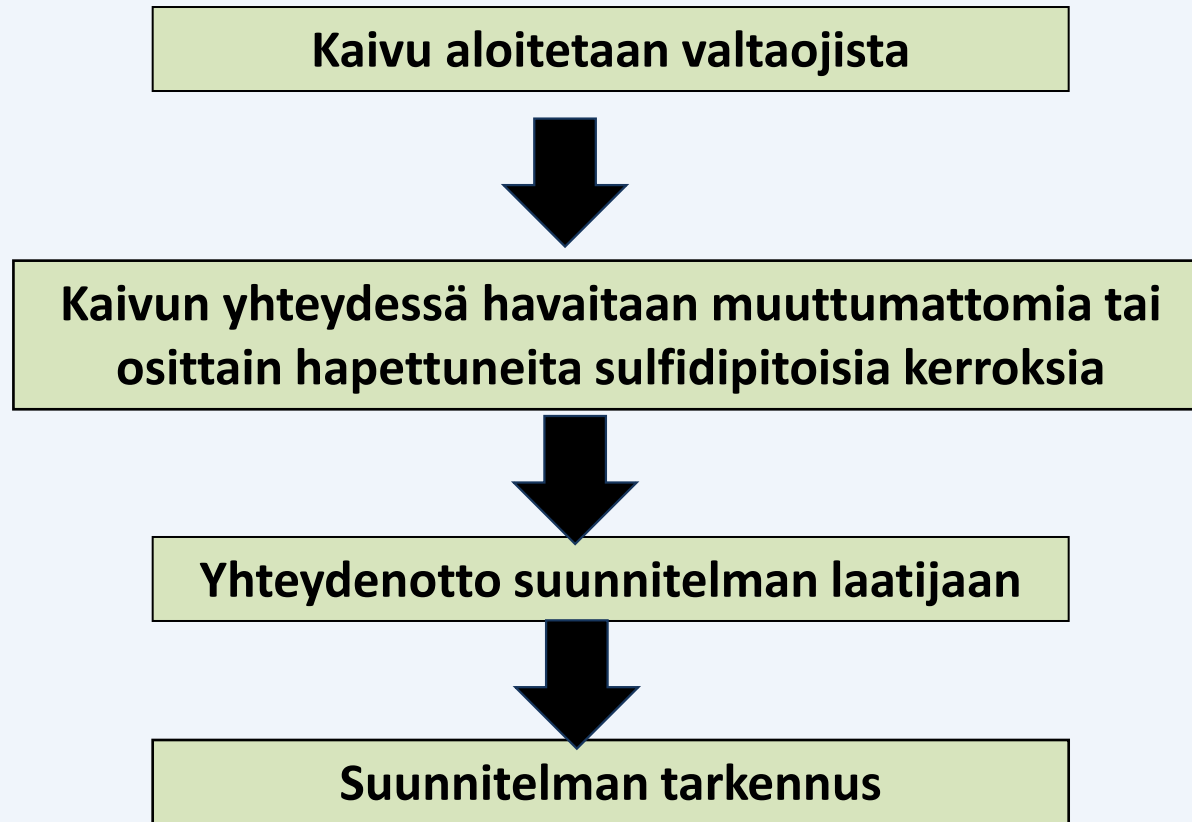 Kaivu aloitetaan valtaojista
Kaivun yhteydessä havaitaan muuttumattomia tai
osittain hapettuneita sulfidipitoisia kerroksia
Yhteydenotto suunnitelman laatijaan
Suunnitelman tarkennus